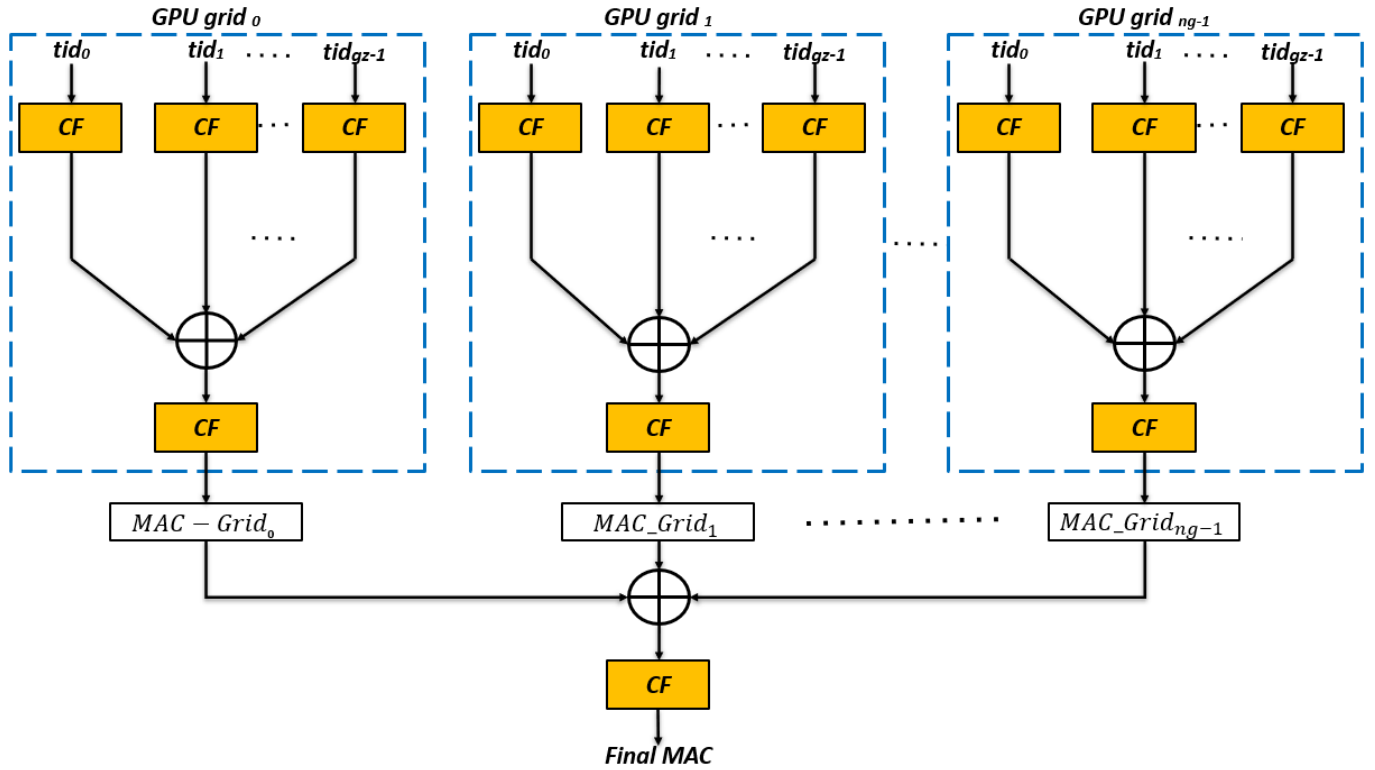 GPU grid 0 GPU grid 1 GPU grid ng-1
tid0 tid1 .... tidgz-1 tid0 tid1 .... tidgz-1 tid0 tid1 .... tidgz-1
CF CF ... CF CF CF ... CF CF CF ... CF
.... .... .... ....
CF CF CF
MAC − Grid0 MAC_Grid1 ............. MAC_Gridng−1
CF
Final MAC